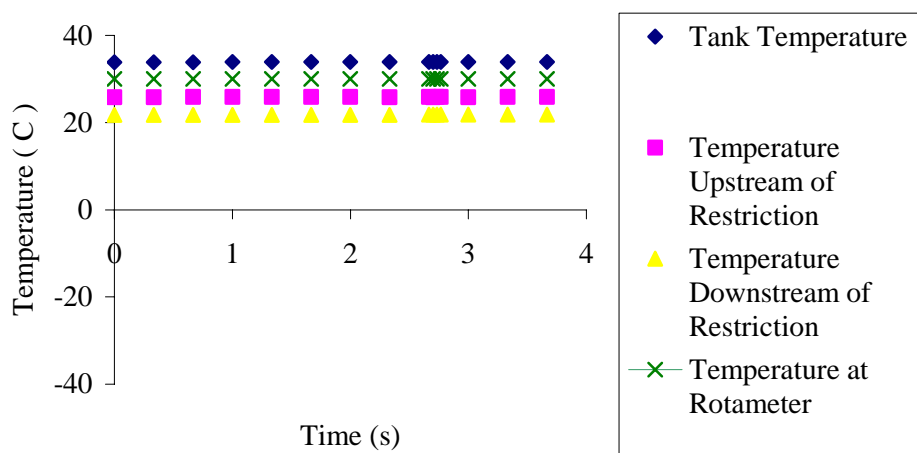 40
20
0
-20
-40
0
1
2
3
4
Temperature ( C )
Time (s)
Tank Temperature
Temperature
Upstream of
Restriction
Temperature
Downstream of
Restriction
Temperature at
Rotameter